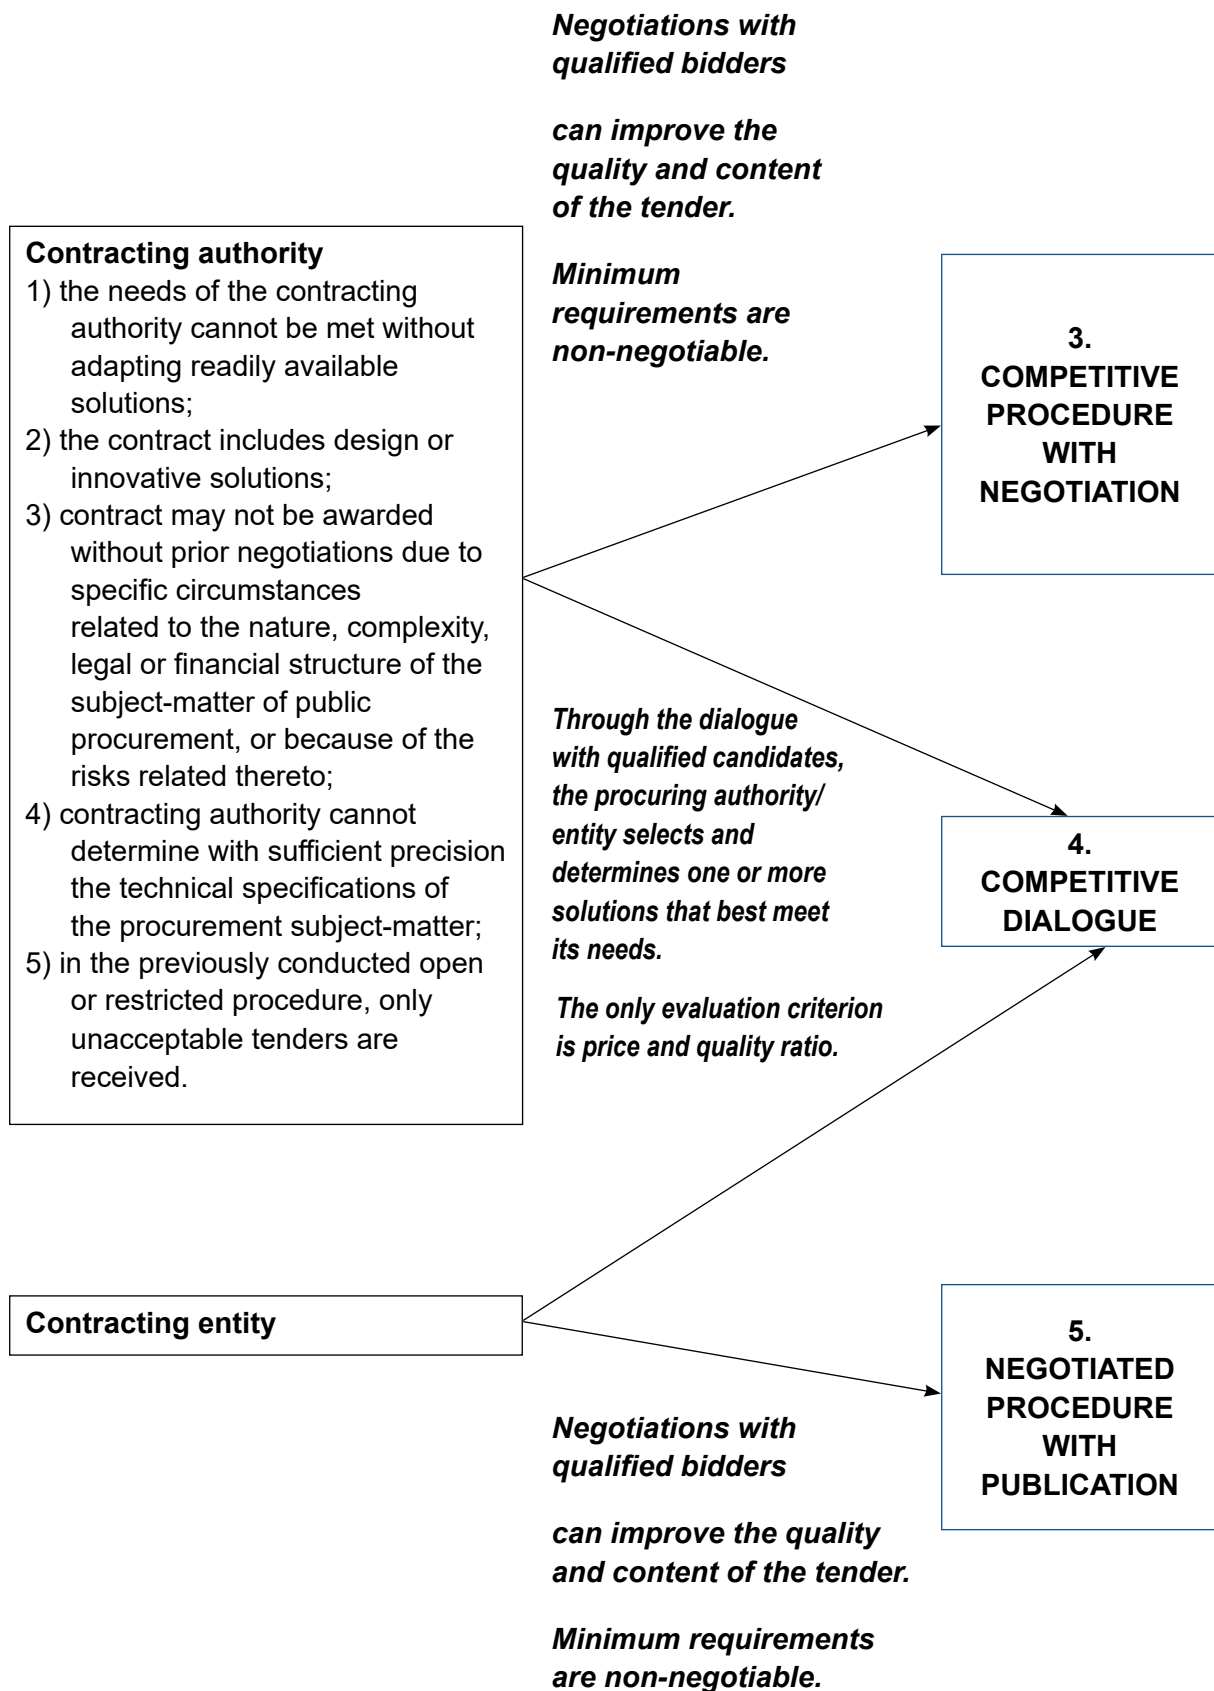 Negotiations with
qualified bidders
can improve the
quality and content
of the tender.
Minimum
requirements are
non-negotiable.
Contracting authority
1) the needs of the contracting
authority cannot be met without
adapting readily available
solutions;
2) the contract includes design or
innovative solutions;
3) contract may not be awarded
without prior negotiations due to
specific circumstances
related to the nature, complexity,
legal or financial structure of the
subject-matter of public
procurement, or because of the
risks related thereto;
4) contracting authority cannot
determine with sufficient precision
the technical specifications of
the procurement subject-matter;
5) in the previously conducted open
or restricted procedure, only
unacceptable tenders are
received.
3.
COMPETITIVE
PROCEDURE
WITH
NEGOTIATION
Through the dialogue
with qualified candidates,
the procuring authority/
entity selects and
determines one or more
solutions that best meet
its needs.
The only evaluation criterion
is price and quality ratio.
4.
COMPETITIVE
DIALOGUE
Contracting entity
5.
NEGOTIATED
PROCEDURE
WITH
PUBLICATION
Negotiations with
qualified bidders
can improve the quality
and content of the tender.
Minimum requirements
are non-negotiable.